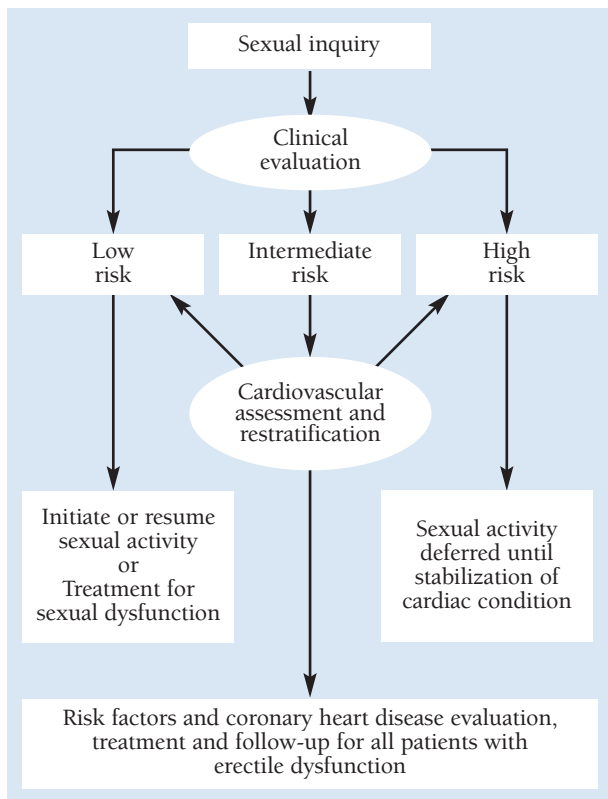 Sexual inquiry
Clinical
evaluation
Low
risk
Intermediate
risk
High
risk
Cardiovascular
assessment and
restratification
Initiate or resume
sexual activity
or
Treatment for
sexual dysfunction
Sexual activity
deferred until
stabilization of
cardiac condition
Risk factors and coronary heart disease evaluation,
treatment and follow-up for all patients with
erectile dysfunction